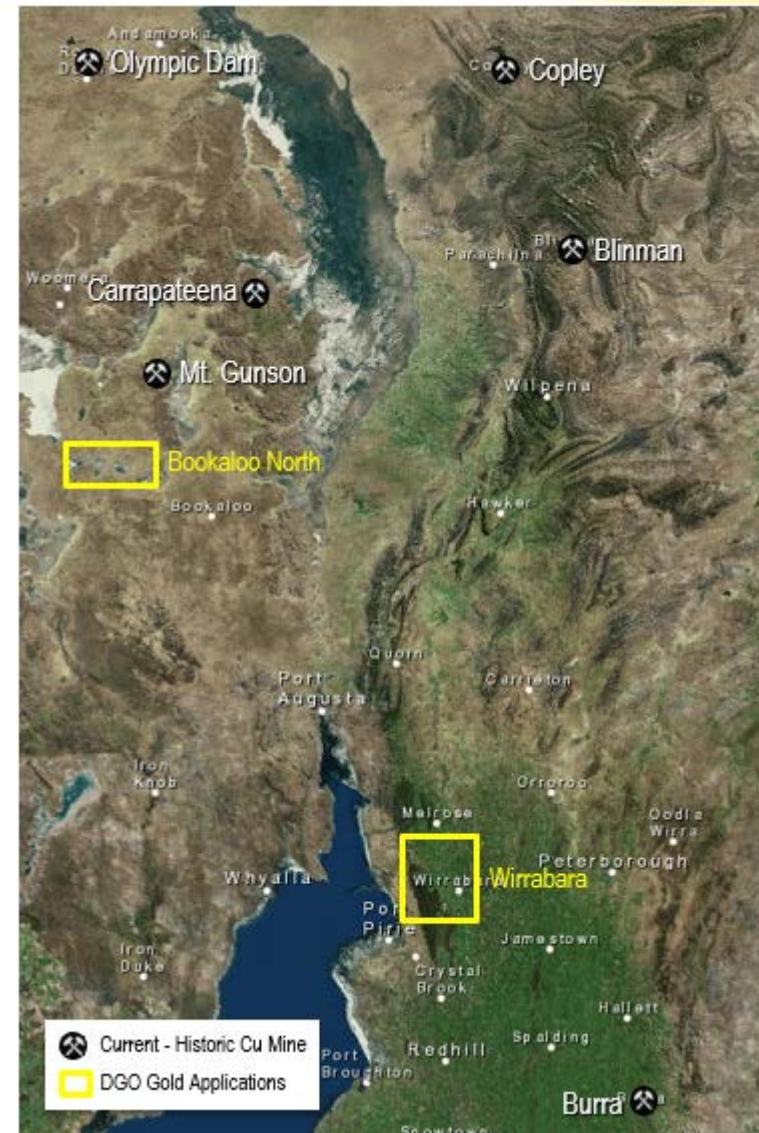 Andamooka
Olympic Dam
Copley
Blinman
Parachilna
Woomera
Carrapateena
Mt. Gunson
Wilpena
Bookaloo North
Bookaloo
Hawker
Quorn
Port
Augusta
Carrieton
Iron
Knob
Orroroo
Melrose
Oodla
Wirra
Peterborough
Whyalla
Wirrabara
Wirrabara
Port
Pirie
Jamestown
Iron
Duke
Crystal
Brook
Hallett
Spalding
Redhill
Port
Broughton
Burra
Snowtown
Current - Historic Cu Mine
DGO Gold Applications